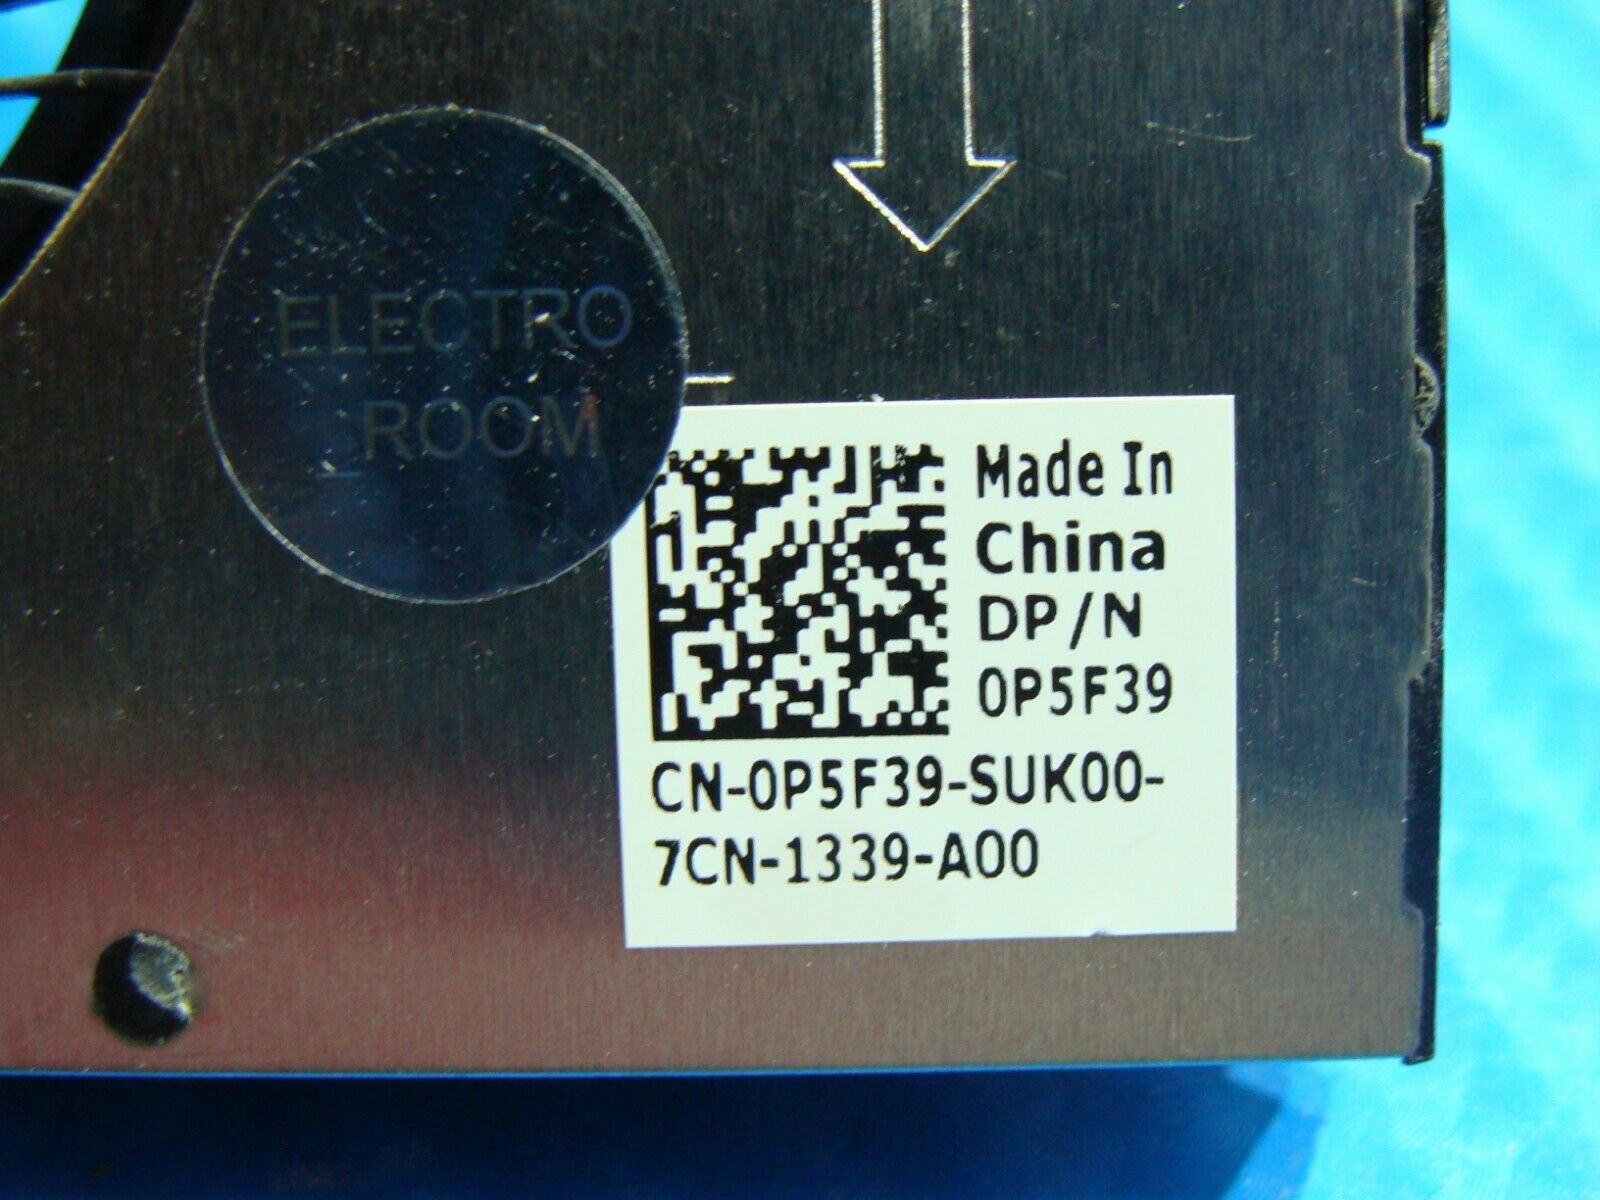 ELECTRO
ROOM
Made In
China
DP/N
0P5F39
CN-0P5F39-SUK00-
7CN-1339-A00